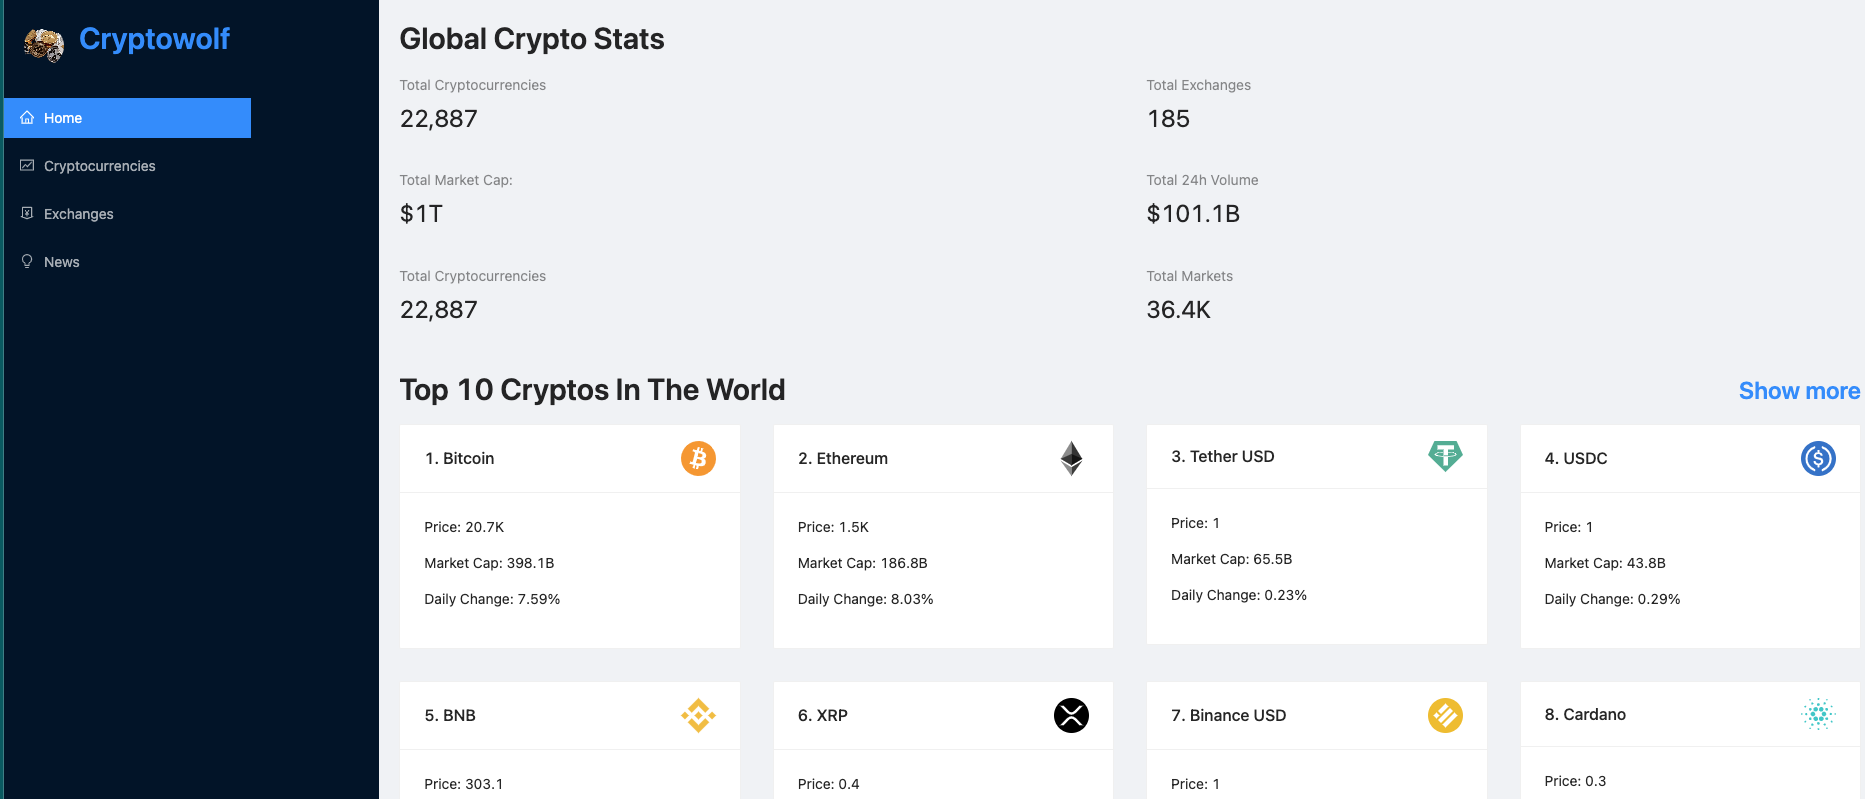 Cryptowolf
Home
Cryptocurrencies
Exchanges
News
Global Crypto Stats
Total Cryptocurrencies
22,887
Total Exchanges
185
Total Market Cap:
$1T
Total 24h Volume
$101.1B
Total Cryptocurrencies
22,887
Total Markets
36.4K
Top 10 Cryptos In The World
Show more
1. Bitcoin
Price: 20.7K
Market Cap: 398.1B
Daily Change: 7.59%
2. Ethereum
Price: 1.5K
Market Cap: 186.8B
Daily Change: 8.03%
3. Tether USD
Price: 1
Market Cap: 65.5B
Daily Change: 0.23%
4. USDC
Price: 1
Market Cap: 43.8B
Daily Change: 0.29%
5. BNB
Price: 303.1
6. XRP
Price: 0.4
7. Binance USD
Price: 1
8. Cardano
Price: 0.3